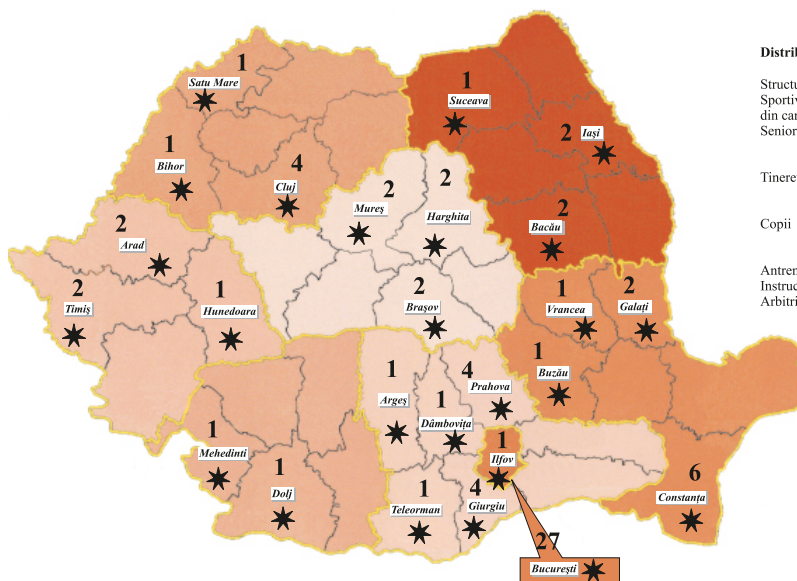 1
Satu Mare
1
Bihor
4
Cluj
1
Suceava
2 Iași
2
Bacău
2
Mureș
2
Harghita
2
Brașov
2
Arad
2
Timiș
1
Hunedoara
1
Vrancea
2
Galați
1
Buzău
1
Argeș
1
Dâmbovița
4
Prahova
1
Ilfov
1
Mehedinti
1
Dolj
1
Teleorman
4
Giurgiu
6
Constanța
27
București
Structu
Sportiv
din car
Senior
Tinere
Copii
Antren
Instruc
Arbitri